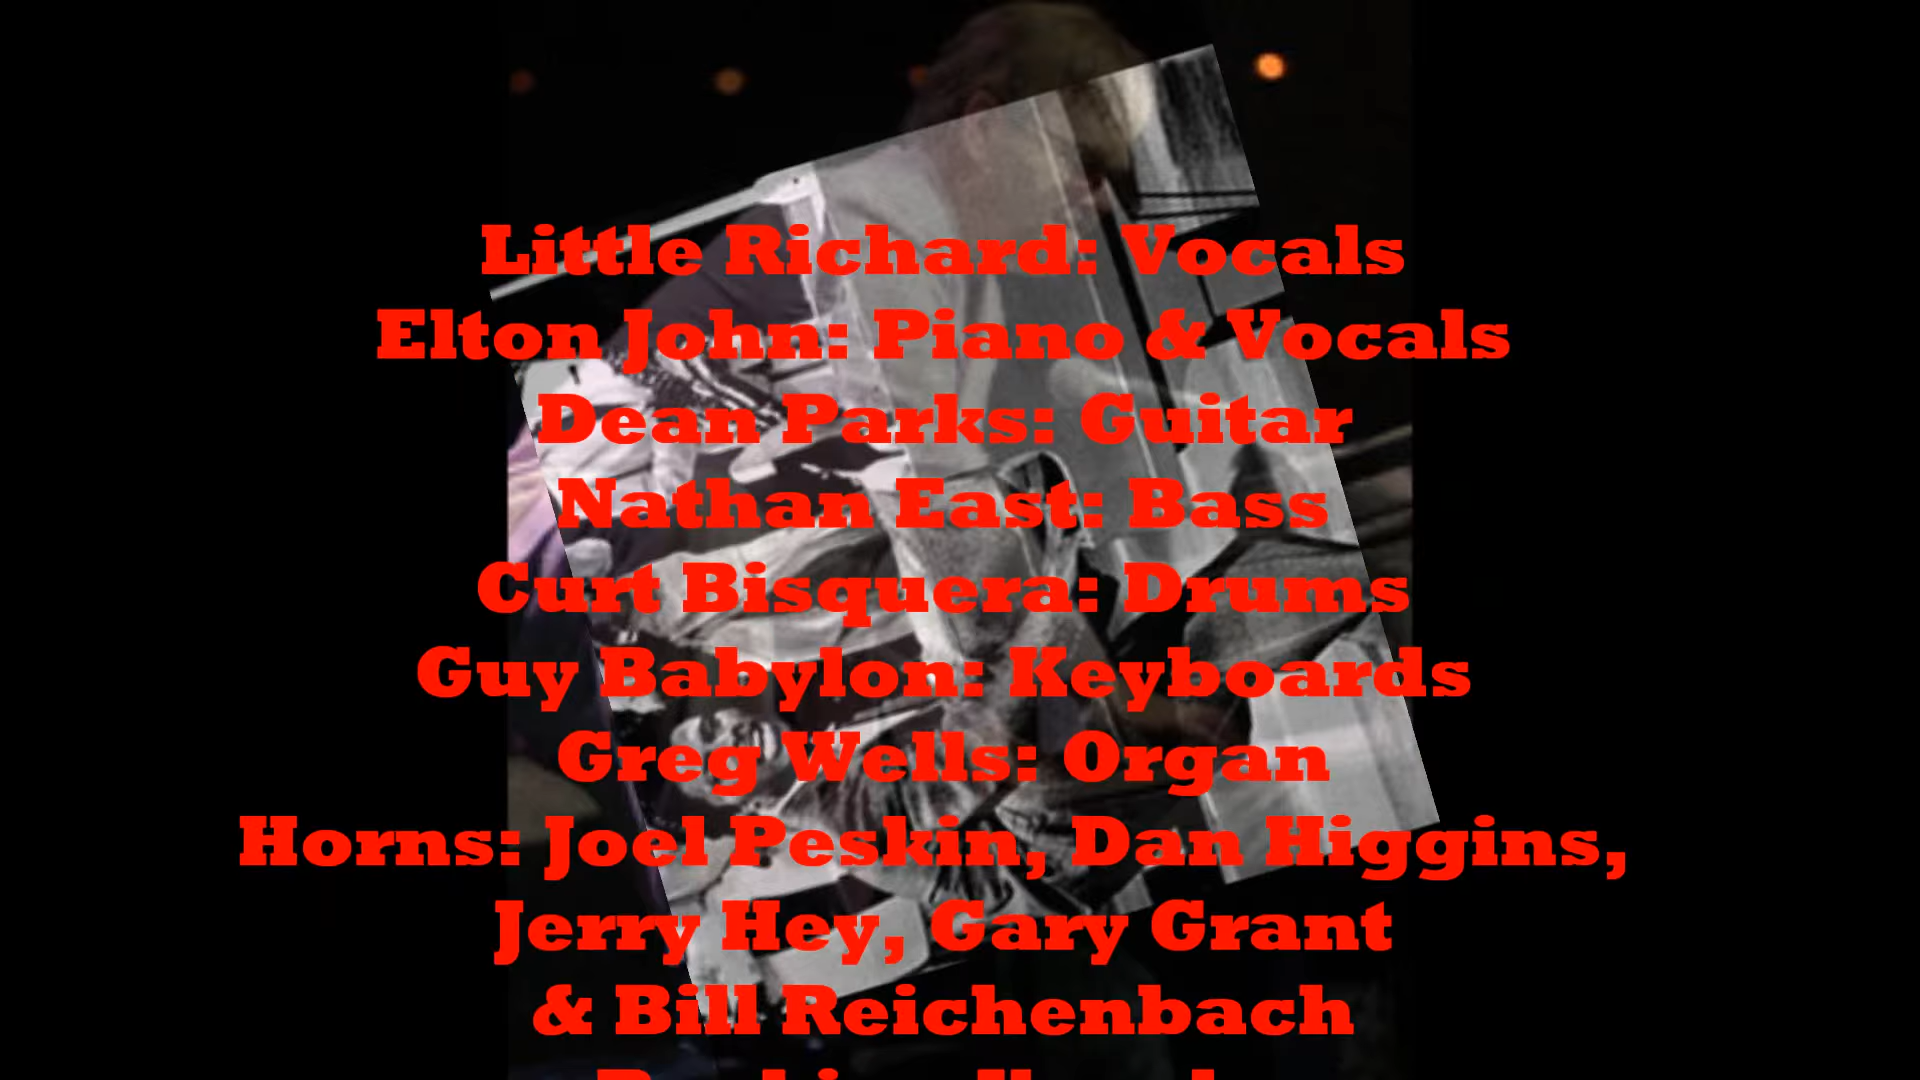 Little Richard: Vocals
Elton John: Piano & Vocals
Dean Parks: Guitar
Nathan East: Bass
Curt Bisquera: Drums
Guy Babylon: Keyboards
Greg Wells: Organ
Horns: Joel Peskin, Dan Higgins,
Jerry Hey, Gary Grant
& Bill Reichenbach